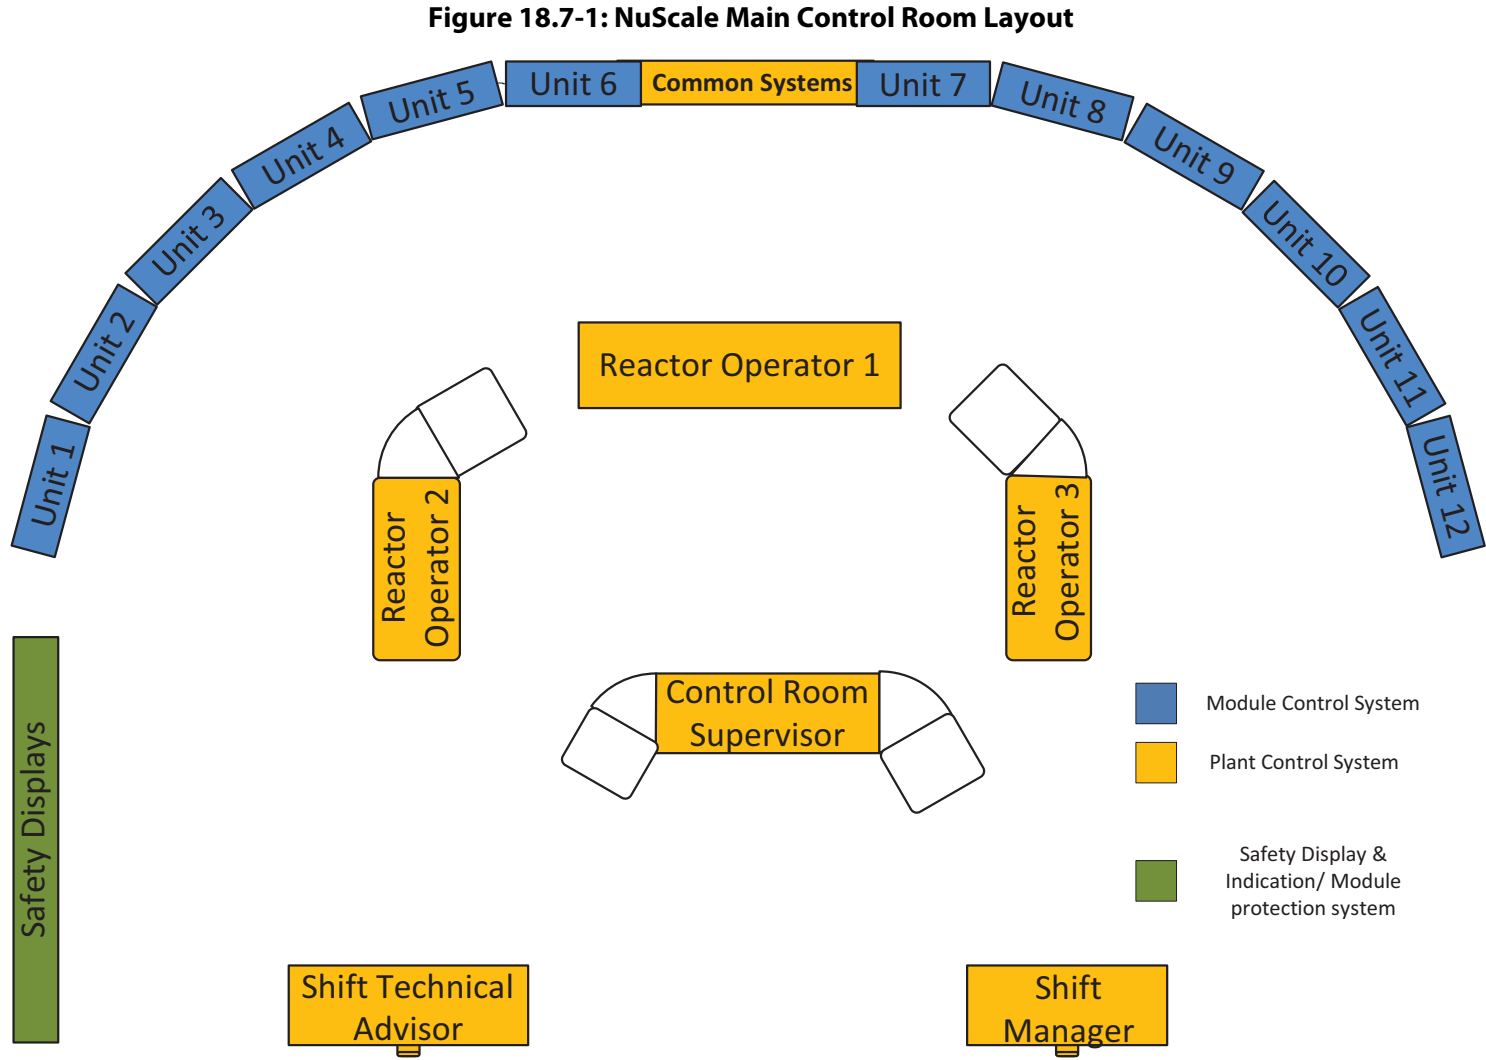 Figure 18.7-1: NuScale Main Control Room Layout
Unit 1
Unit 2
Unit 3
Unit 4
Unit 5
Unit 6
Common Systems
Unit 7
Unit 8
Unit 9
Unit 10
Unit 11
Unit 12
Reactor Operator 1
Reactor
Operator 2
Reactor
Operator 3
Control Room
Supervisor
Safety Displays
Module Control System
Plant Control System
Safety Display &
Indication/ Module
protection system
Shift Technical
Advisor
Shift
Manager